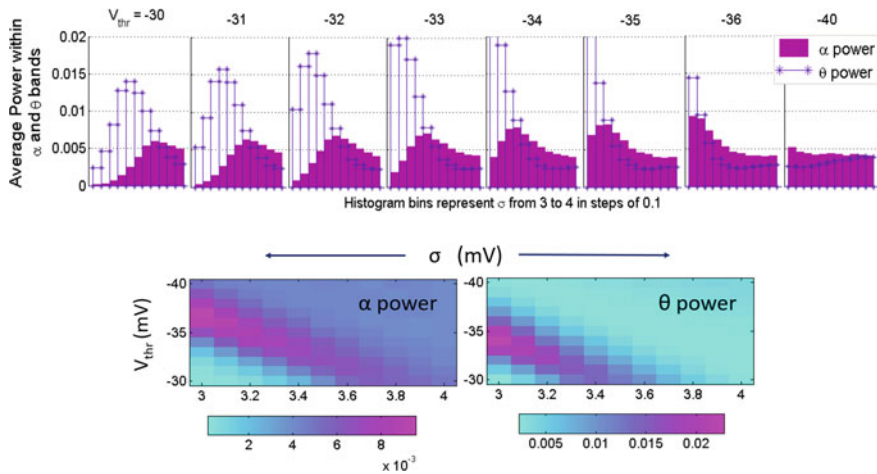 V_thr = -30 -31 -32 -33 -34 -35 -36 -40
Average Power within
α and θ bands
0.02
0.015
0.01
0.005
0
α power
θ power
Histogram bins represent σ from 3 to 4 in steps of 0.1
σ (mV)
V_thr (mV)
-40
-35
-30
α power
3 3.2 3.4 3.6 3.8 4
-40
-35
-30
θ power
3 3.2 3.4 3.6 3.8 4
2 4 6 8
x 10⁻³
0.005 0.01 0.015 0.02